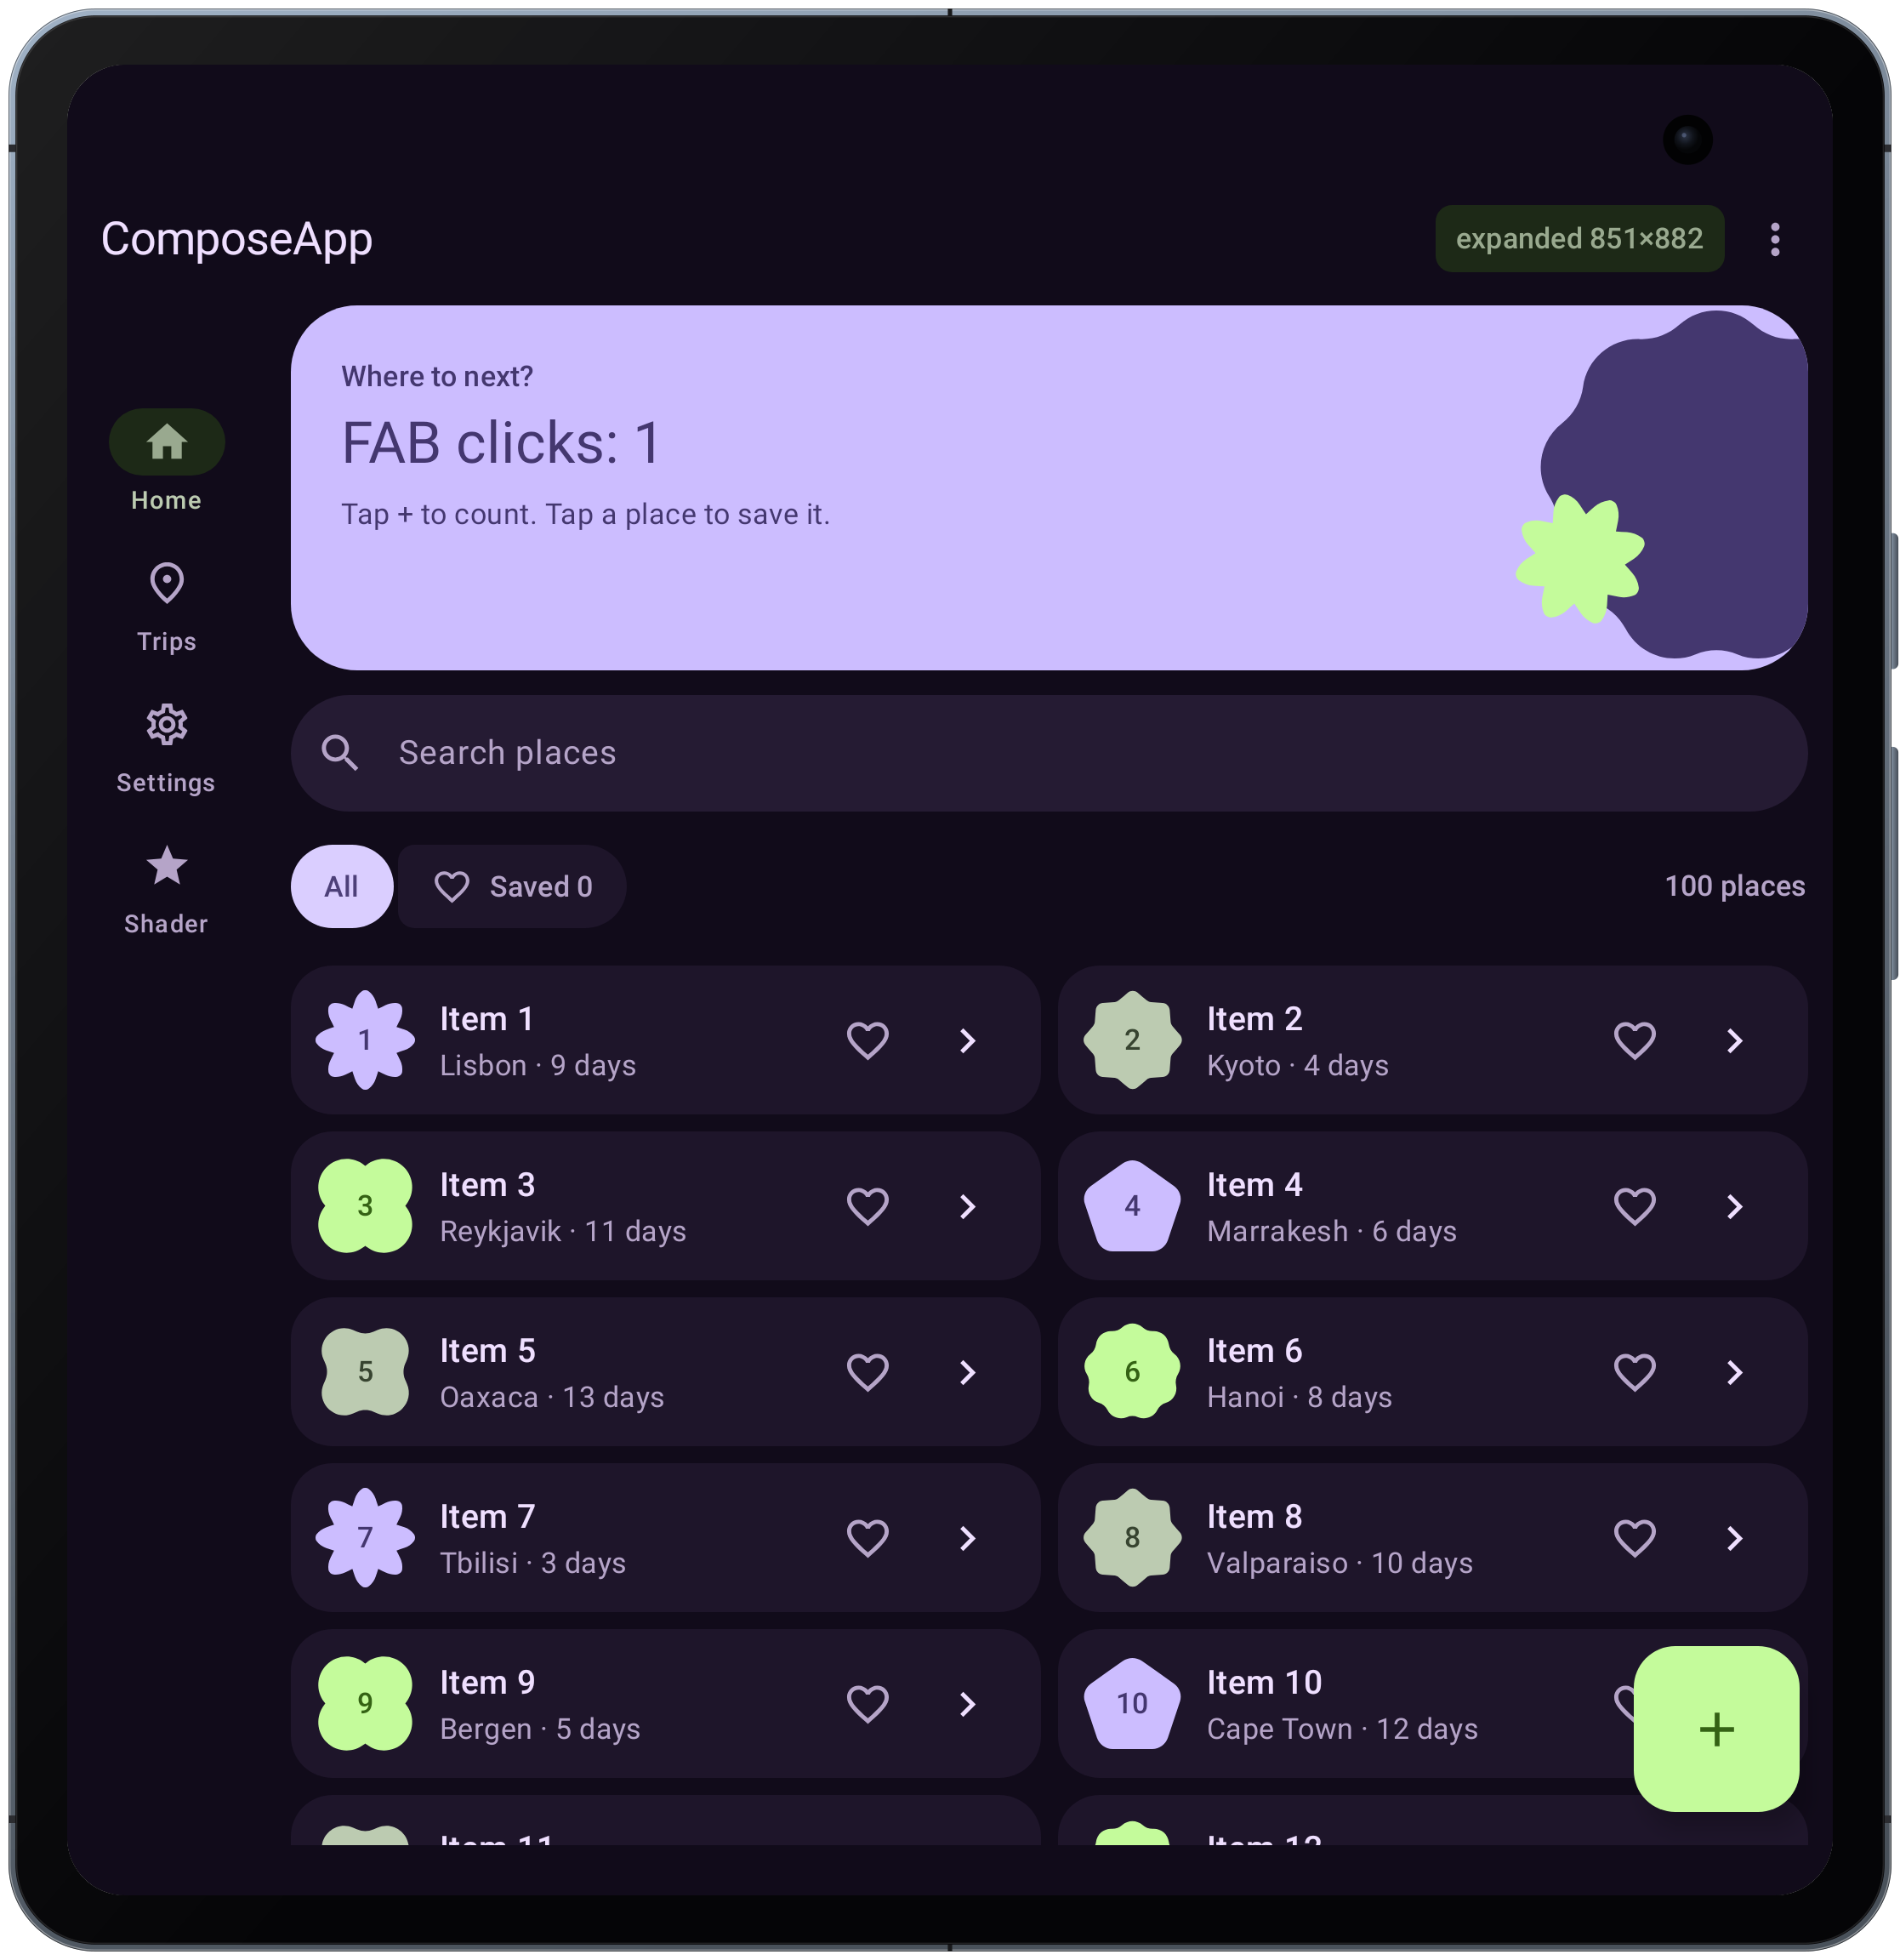 ComposeApp
expanded 851×882
Where to next?
FAB clicks: 1
Tap + to count. Tap a place to save it.
Home
Trips
Settings
Shader
Search places
All
Saved 0
100 places
1
Item 1
Lisbon · 9 days
2
Item 2
Kyoto · 4 days
3
Item 3
Reykjavik · 11 days
4
Item 4
Marrakesh · 6 days
5
Item 5
Oaxaca · 13 days
6
Item 6
Hanoi · 8 days
7
Item 7
Tbilisi · 3 days
8
Item 8
Valparaiso · 10 days
9
Item 9
Bergen · 5 days
10
Item 10
Cape Town · 12 days
Item 11
Item 12